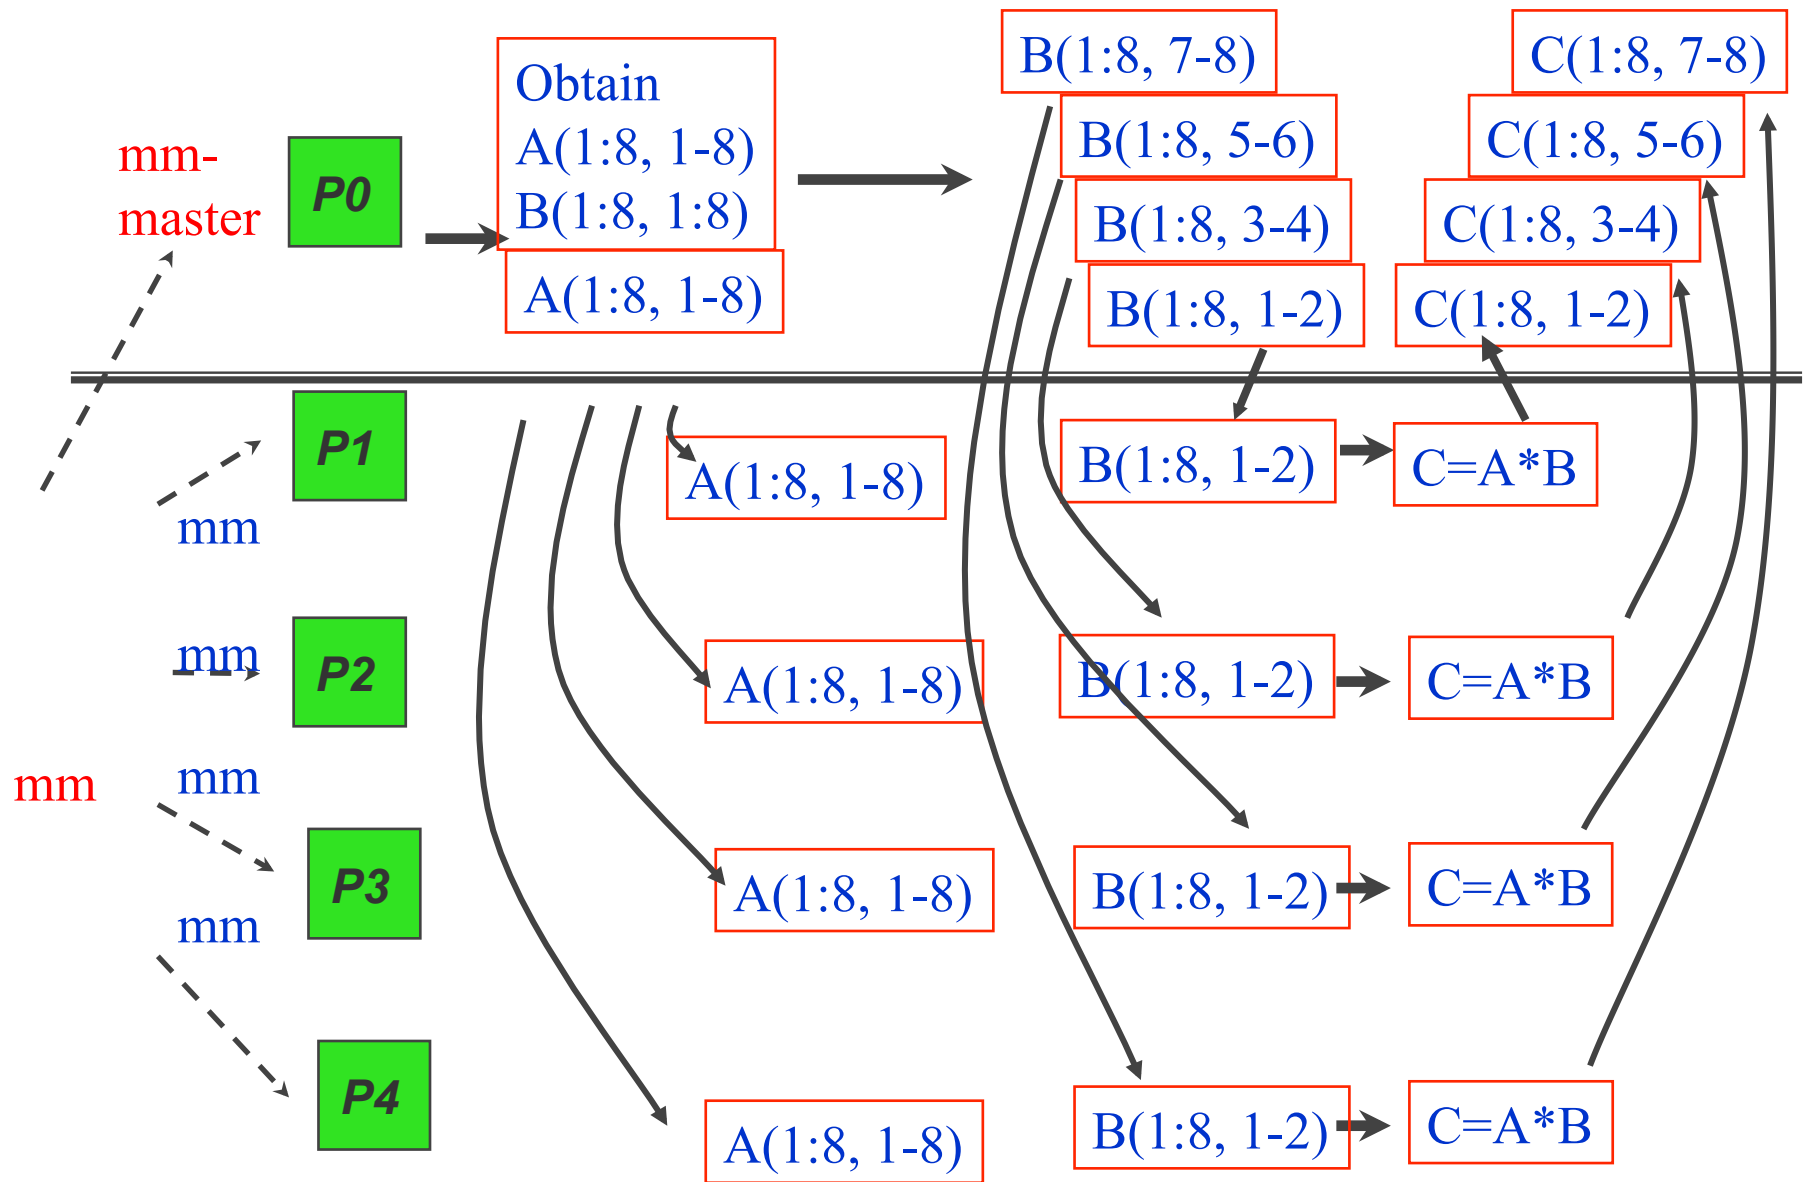 mm-
master
P0
Obtain
A(1:8, 1-8)
B(1:8, 1:8)
A(1:8, 1-8)
B(1:8, 7-8)
B(1:8, 5-6)
B(1:8, 3-4)
B(1:8, 1-2)
C(1:8, 7-8)
C(1:8, 5-6)
C(1:8, 3-4)
C(1:8, 1-2)
P1
mm
A(1:8, 1-8)
B(1:8, 1-2)
C=A*B
mm
P2
A(1:8, 1-8)
B(1:8, 1-2)
C=A*B
mm
mm
P3
A(1:8, 1-8)
B(1:8, 1-2)
C=A*B
mm
P4
A(1:8, 1-8)
B(1:8, 1-2)
C=A*B